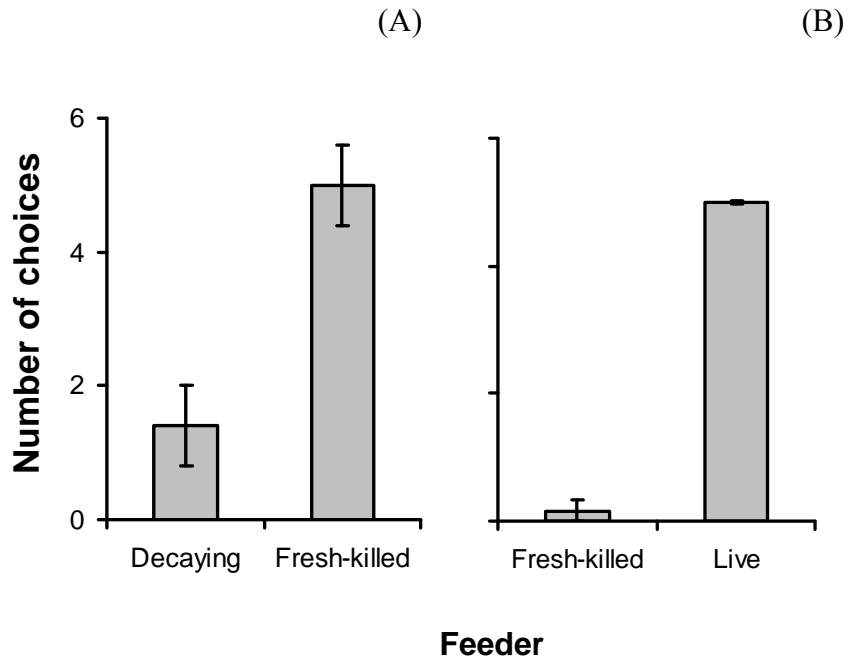 (A)
(B)
Number of choices
6
4
2
0
Decaying Fresh-killed
Fresh-killed Live
Feeder